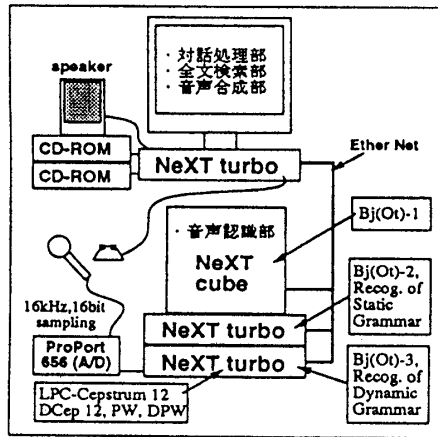 speaker
・対話処理部
・全文検索部
・音声合成部
CD-ROM
CD-ROM
NeXT turbo
Ether Net
・音声認識部
NeXT
cube
Bj(Ot)-1
16kHz,16bit
sampling
ProPort
656 (A/D)
NeXT turbo
NeXT turbo
Bj(Ot)-2,
Recog. of
Static
Grammar
Bj(Ot)-3,
Recog. of
Dynamic
Grammar
LPC-Cepstrum 12
DCep 12, PW, DPW